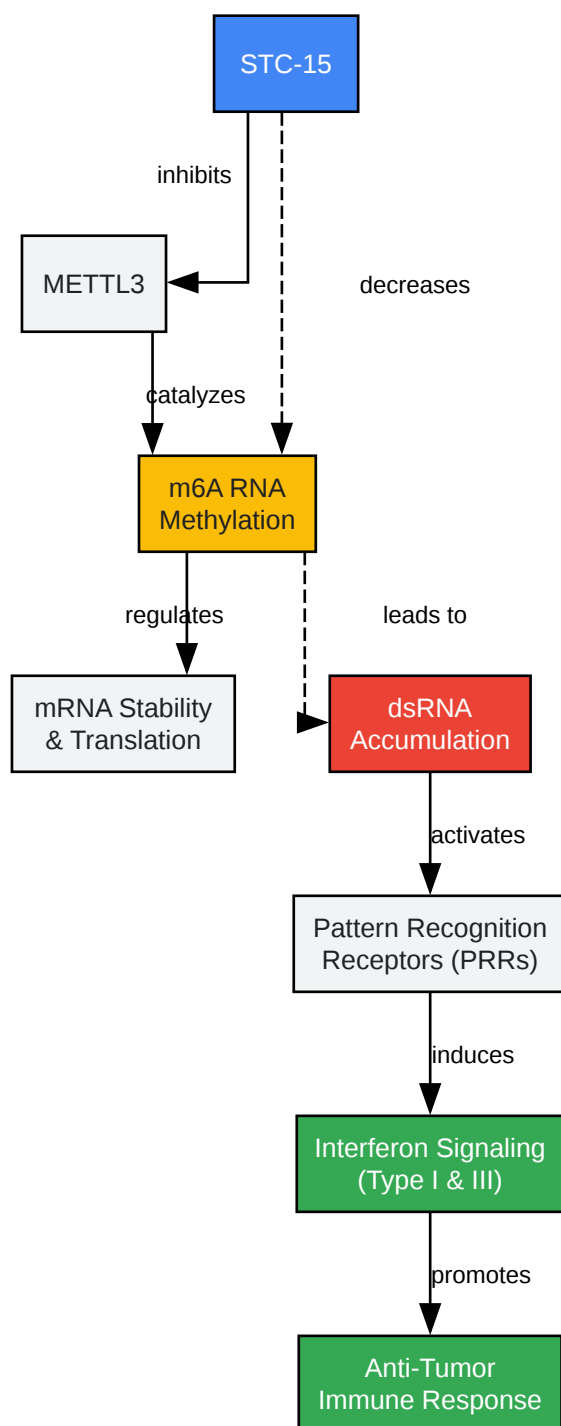 STC-15
inhibits
METTL3
decreases
catalyzes
m6A RNA
Methylation
regulates
leads to
mRNA Stability
& Translation
dsRNA
Accumulation
activates
Pattern Recognition
Receptors (PRRs)
induces
Interferon Signaling
(Type I & III)
promotes
Anti-Tumor
Immune Response